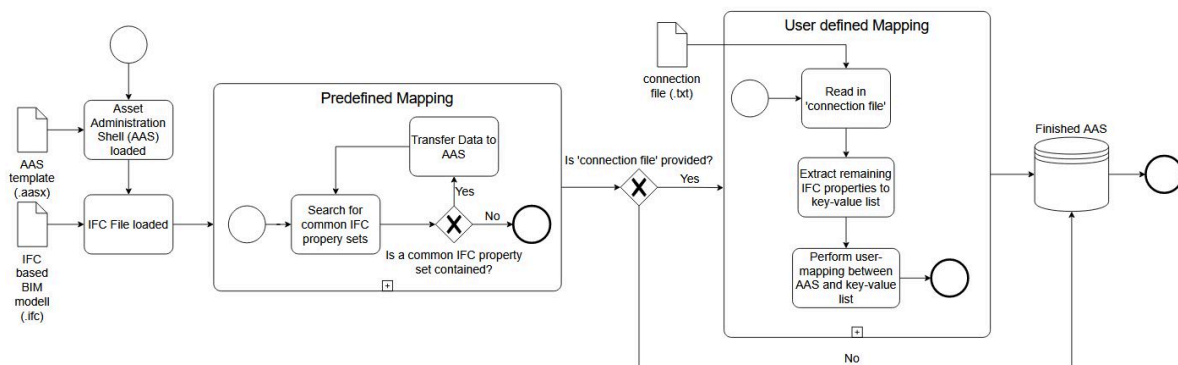 Asset
Administration
Shell (AAS)
loaded
AAS
template
(.aasx)
IFC File loaded
IFC
based
BIM
modell
(.ifc)
Predefined Mapping
Transfer Data to
AAS
Search for
common IFC
propery sets
Yes
No
Is a common IFC property
set contained?
Is 'connection file' provided?
Yes
No
connection
file (.txt)
User defined Mapping
Read in
'connection file'
Extract remaining
IFC properties to
key-value list
Perform user-
mapping between
AAS and key-value
list
Finished AAS